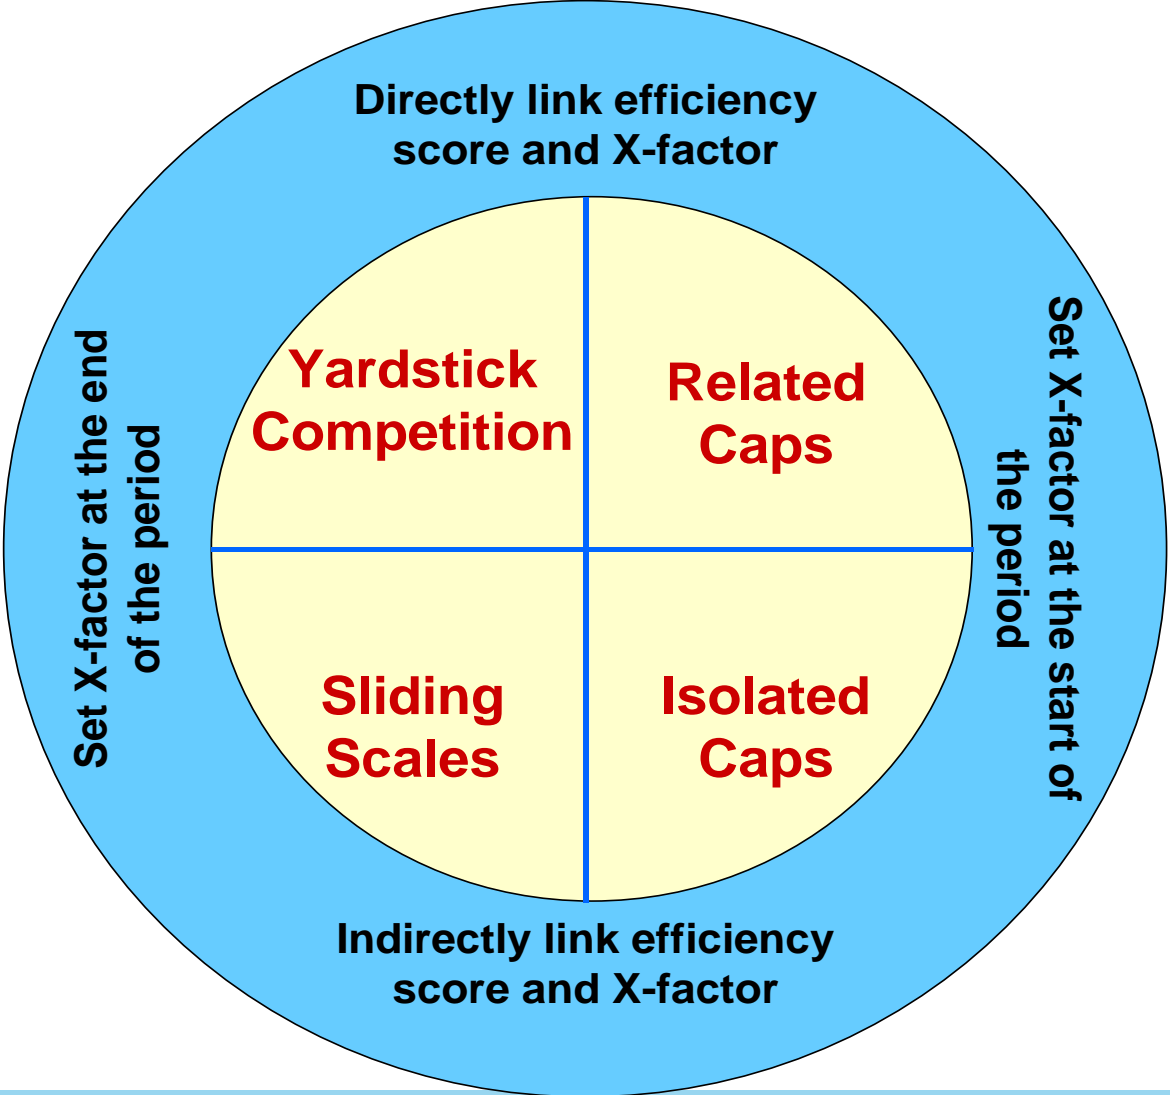 Directly link efficiency
score and X-factor
Set X-factor at the end
of the period
Yardstick
Competition
Related
Caps
Set X-factor at the start of
the period
Sliding
Scales
Isolated
Caps
Indirectly link efficiency
score and X-factor